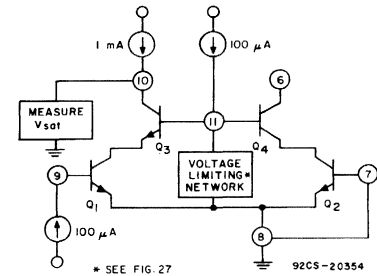 1 mA
100 μA
10
6
MEASURE
Vsat
Q3
11
Q4
9
VOLTAGE
LIMITING*
NETWORK
7
Q1
Q2
100 μA
8
* SEE FIG. 27
92CS-20354